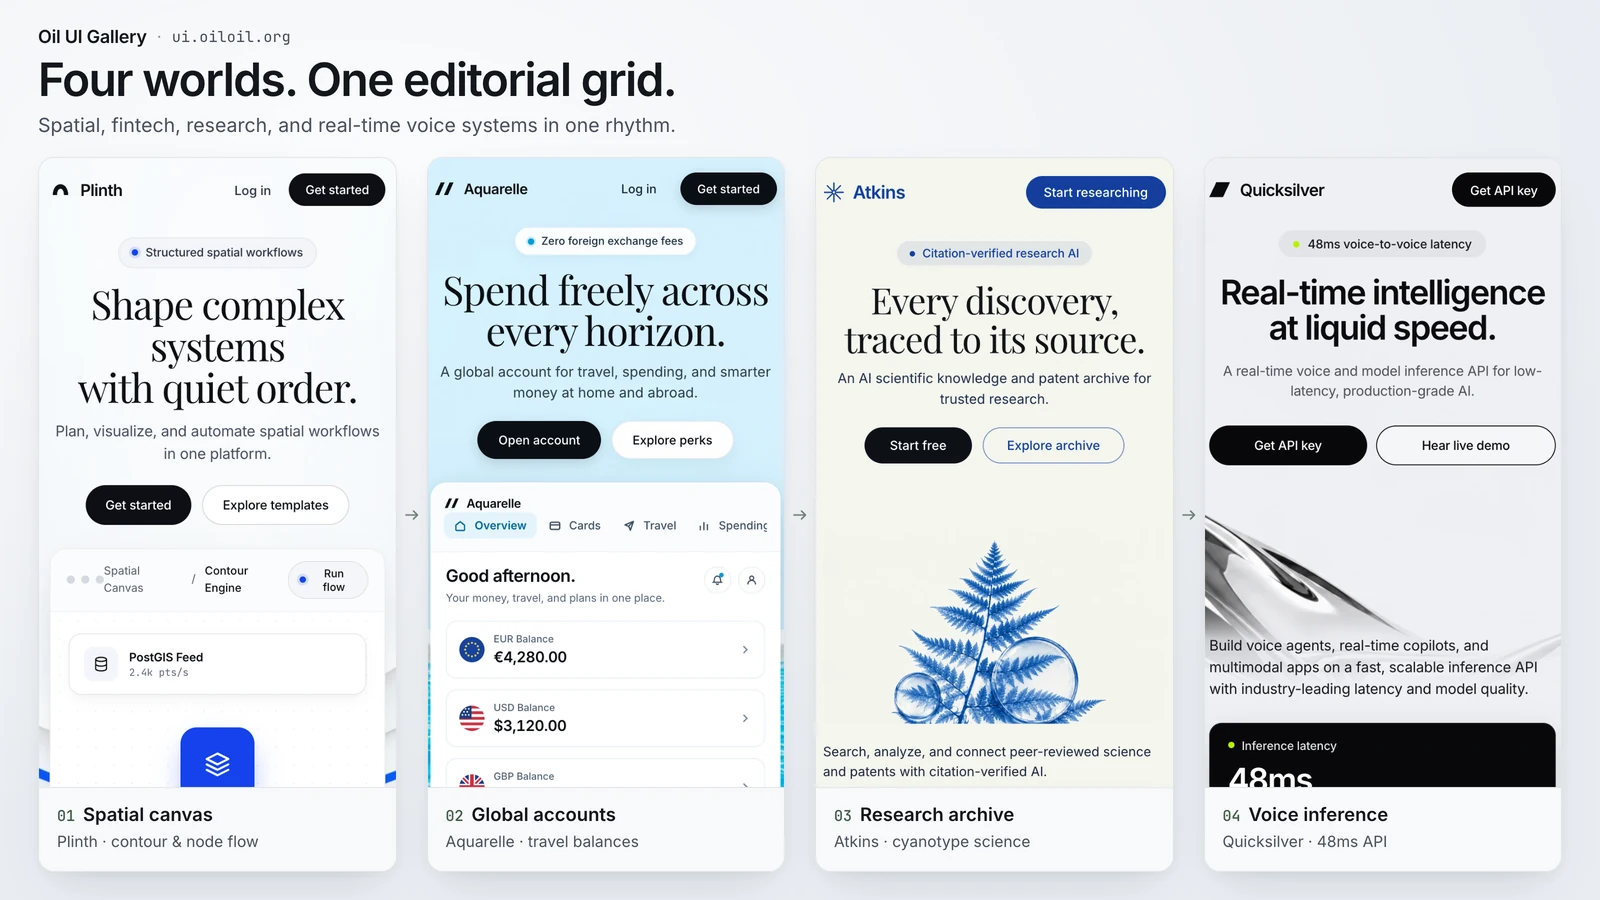 Oil UI Gallery · ui.oiloil.org
Four worlds. One editorial grid.
Spatial, fintech, research, and real-time voice systems in one rhythm.
Plinth
Log in
Get started
Structured spatial workflows
Shape complex
systems
with quiet order.
Plan, visualize, and automate spatial workflows
in one platform.
Get started
Explore templates
Spatial
Canvas
/
Contour
Engine
Run
flow
PostGIS Feed
2.4k pts/s
01 Spatial canvas
Plinth · contour & node flow
→
Aquarelle
Log in
Get started
Zero foreign exchange fees
Spend freely across
every horizon.
A global account for travel, spending, and smarter
money at home and abroad.
Open account
Explore perks
Aquarelle
Overview
Cards
Travel
Spending
Good afternoon.
Your money, travel, and plans in one place.
EUR Balance
€4,280.00
USD Balance
$3,120.00
GBP Balance
02 Global accounts
Aquarelle · travel balances
→
Atkins
Start researching
Citation-verified research AI
Every discovery,
traced to its source.
An AI scientific knowledge and patent archive for
trusted research.
Start free
Explore archive
Search, analyze, and connect peer-reviewed science
and patents with citation-verified AI.
03 Research archive
Atkins · cyanotype science
→
Quicksilver
Get API key
48ms voice-to-voice latency
Real-time intelligence
at liquid speed.
A real-time voice and model inference API for low-
latency, production-grade AI.
Get API key
Hear live demo
Build voice agents, real-time copilots, and
multimodal apps on a fast, scalable inference API
with industry-leading latency and model quality.
Inference latency
48ms
04 Voice inference
Quicksilver · 48ms API